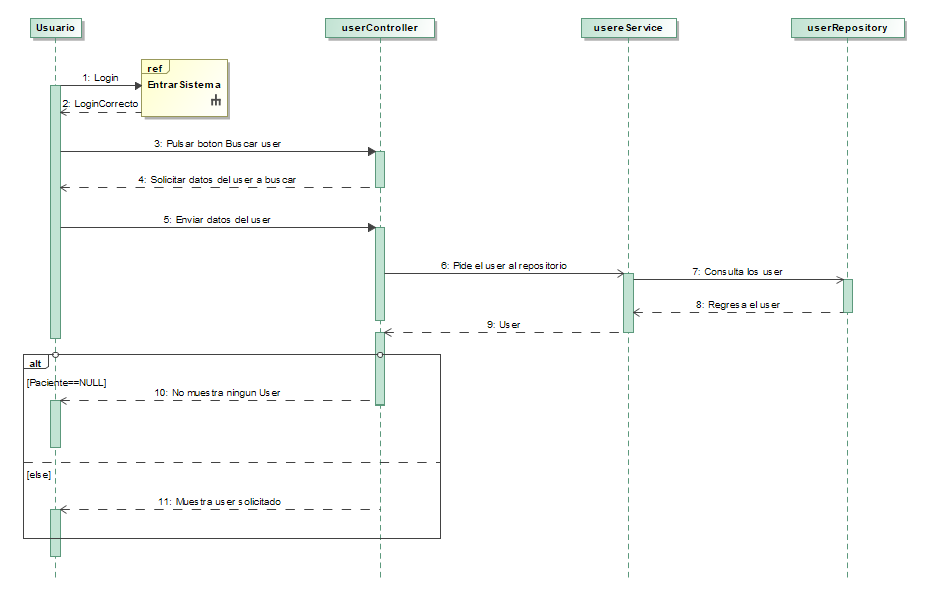 Usuario
userController
usereService
userRepository
ref
EntrarSistema
1: Login
2: LoginCorrecto
3: Pulsar boton Buscar user
4: Solicitar datos del user a buscar
5: Enviar datos del user
6: Pide el user al repositorio
7: Consulta los user
8: Regresa el user
9: User
alt
[Paciente==NULL]
10: No muestra ningun User
[else]
11: Muestra user solicitado